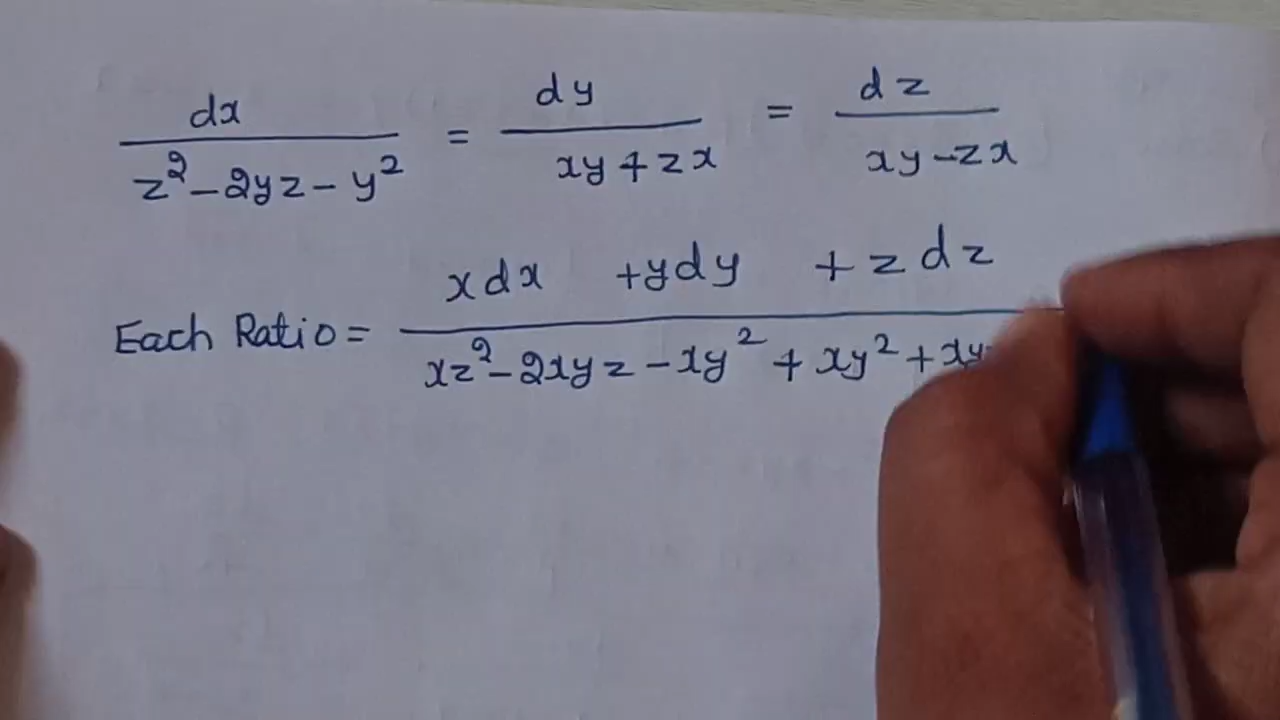 dx / z² - 2yz - y² = dy / xy + zx = dz / xy - zx
Each Ratio = xdx + ydy + zdz / xz² - 2xyz - xy² + xy² + xy